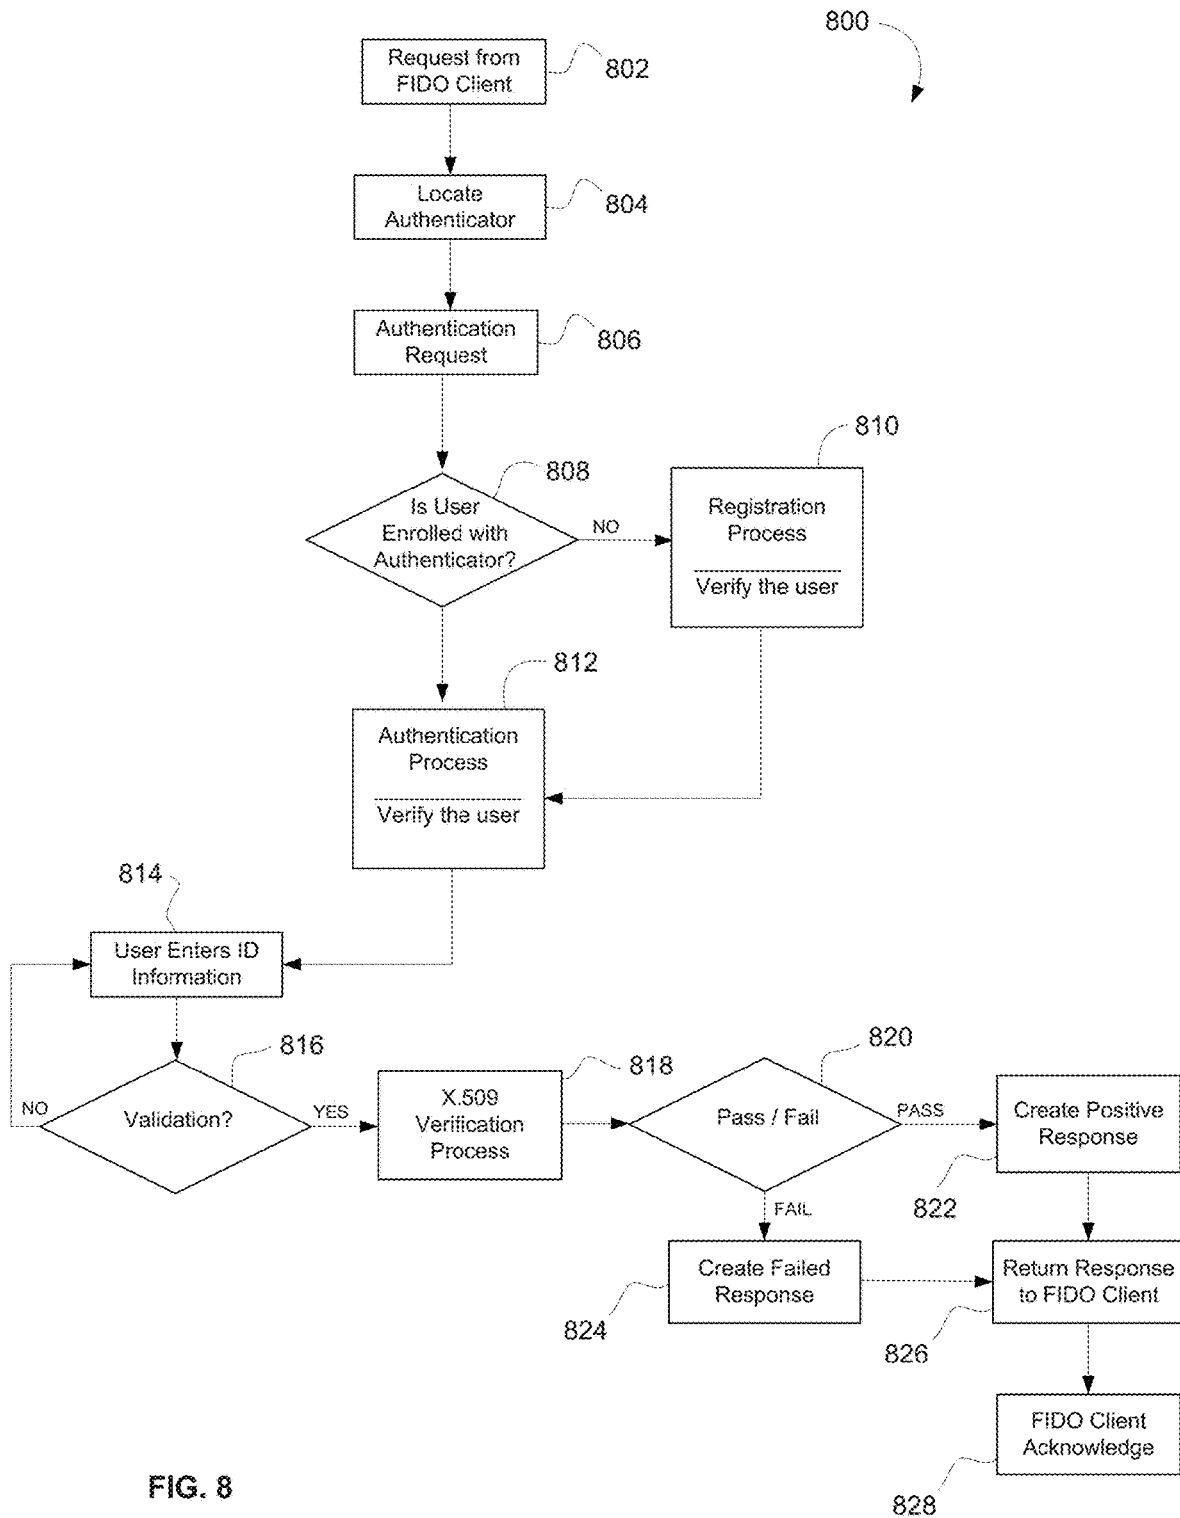 800
Request from
FIDO Client
802
Locate
Authenticator
804
Authentication
Request
806
810
808
Is User
Enrolled with
Authenticator?
NO
Registration
Process
Verify the user
812
Authentication
Process
Verify the user
814
User Enters ID
Information
816
Validation?
NO
YES
818
X.509
Verification
Process
820
Pass / Fail
PASS
Create Positive
Response
822
FAIL
Create Failed
Response
824
Return Response
to FIDO Client
826
FIDO Client
Acknowledge
828
FIG. 8